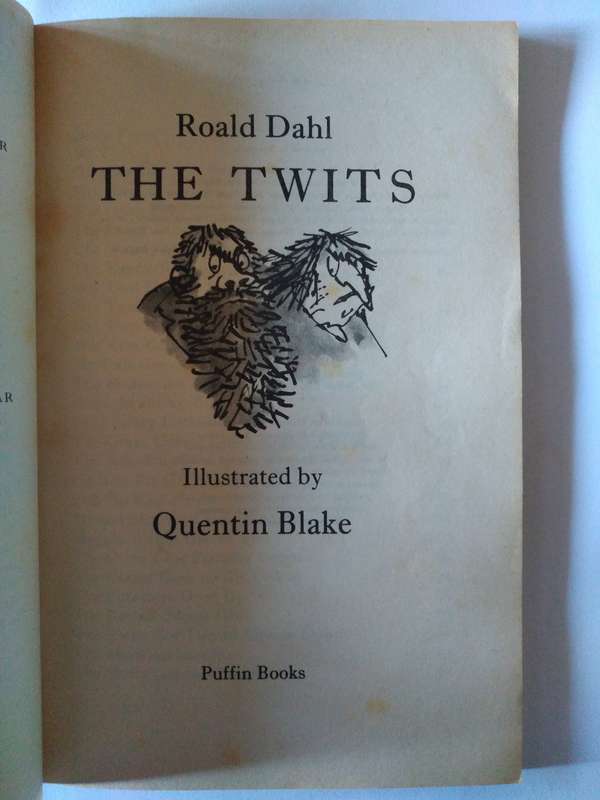 Roald Dahl
THE TWITS
Illustrated by
Quentin Blake
Puffin Books